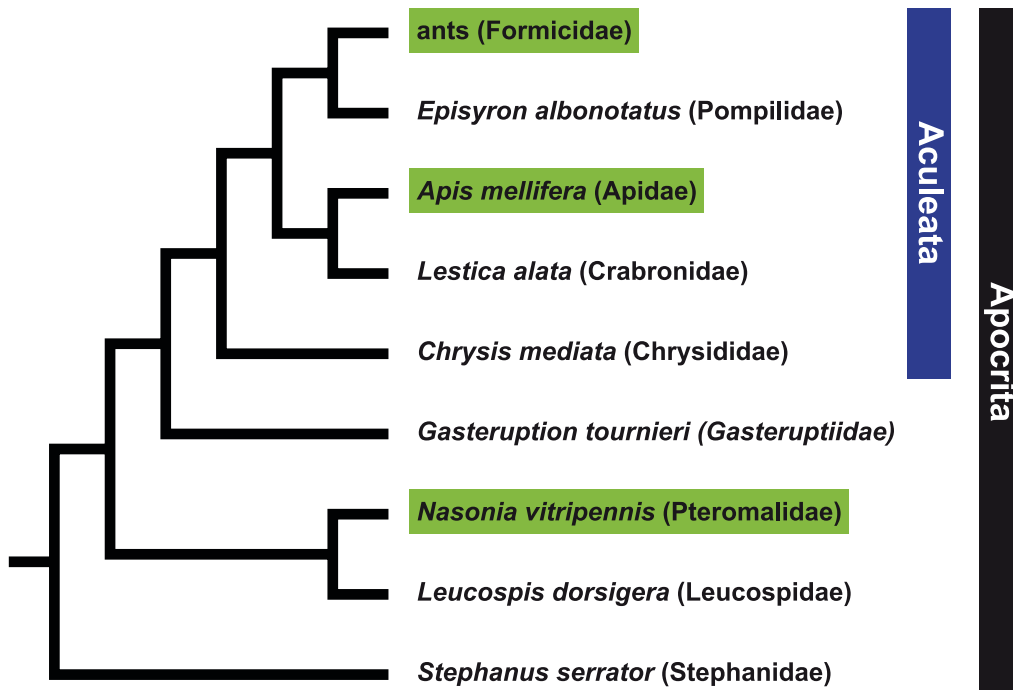 ants (Formicidae)
Episyron albonotatus (Pompilidae)
Apis mellifera (Apidae)
Lestica alata (Crabronidae)
Chrysis mediata (Chrysididae)
Gasteruption tournieri (Gasteruptiidae)
Nasonia vitripennis (Pteromalidae)
Leucospis dorsigera (Leucospidae)
Stephanus serrator (Stephanidae)
Aculeata
Apocrita